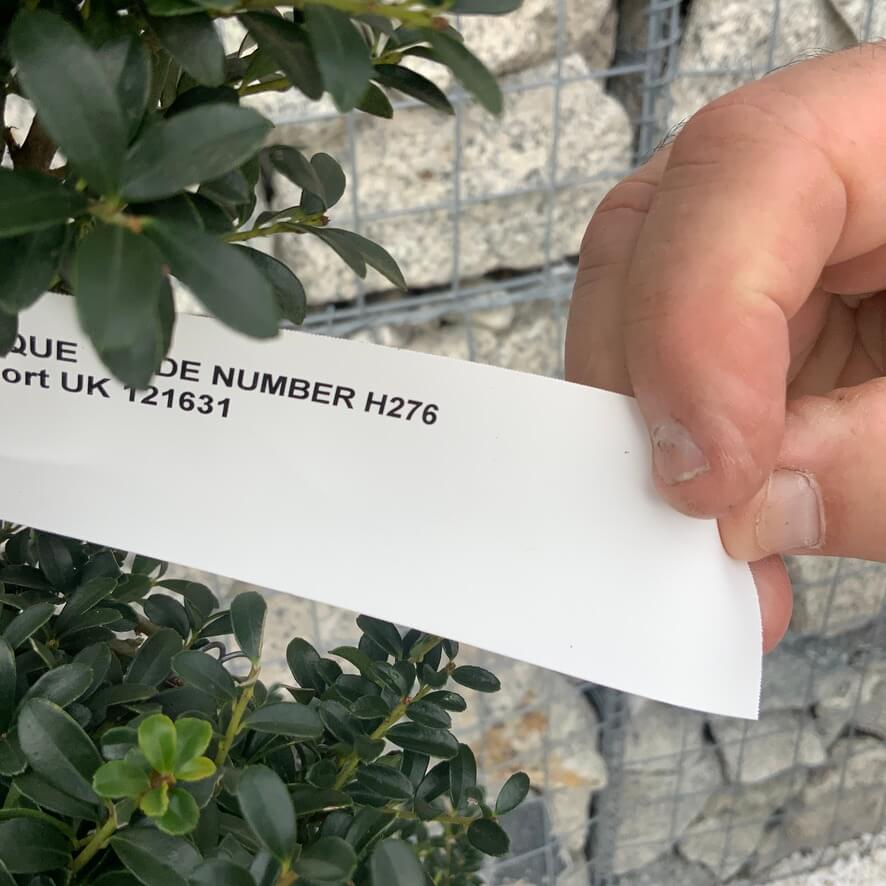 QUE DE NUMBER H276
ort UK 121631